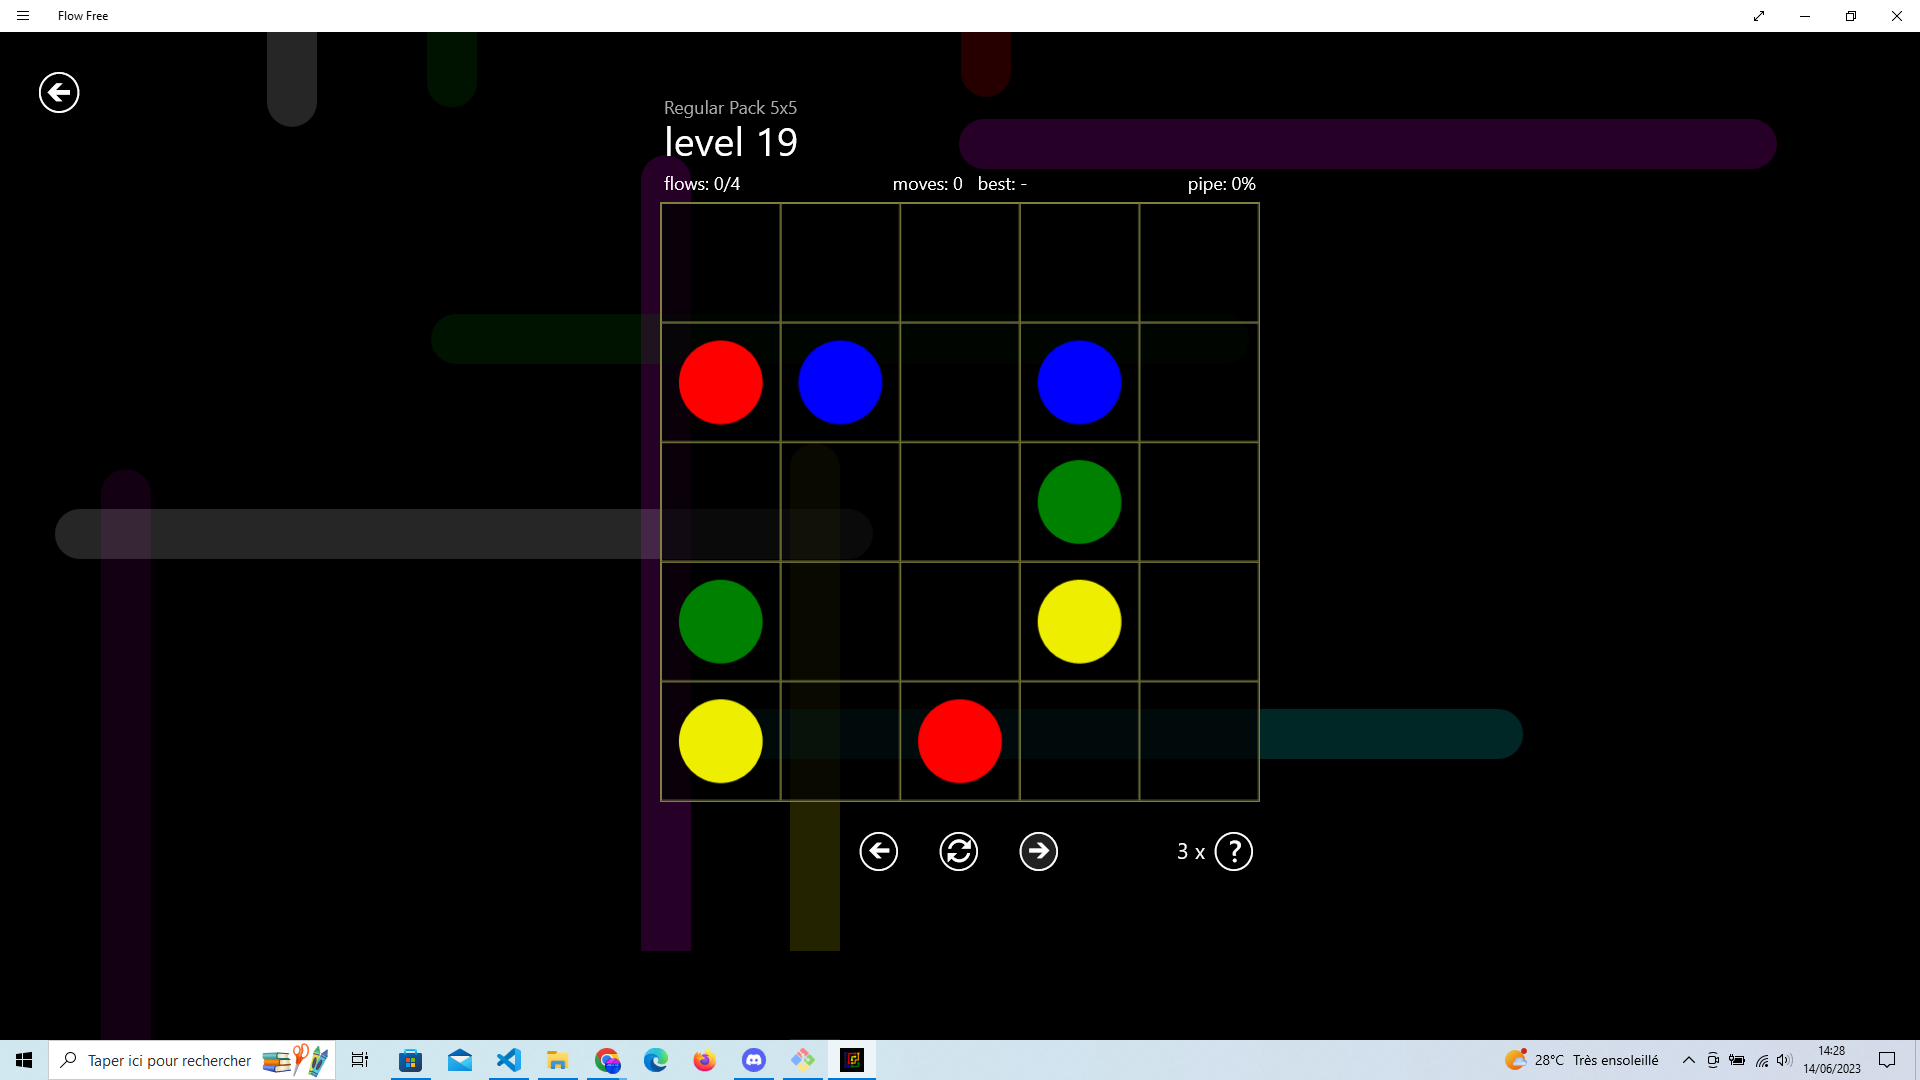 Flow Free
Regular Pack 5x5
level 19
flows: 0/4 moves: 0 best: - pipe: 0%
3 x ?
Taper ici pour rechercher
28°C Très ensoleillé
14:28
14/06/2023